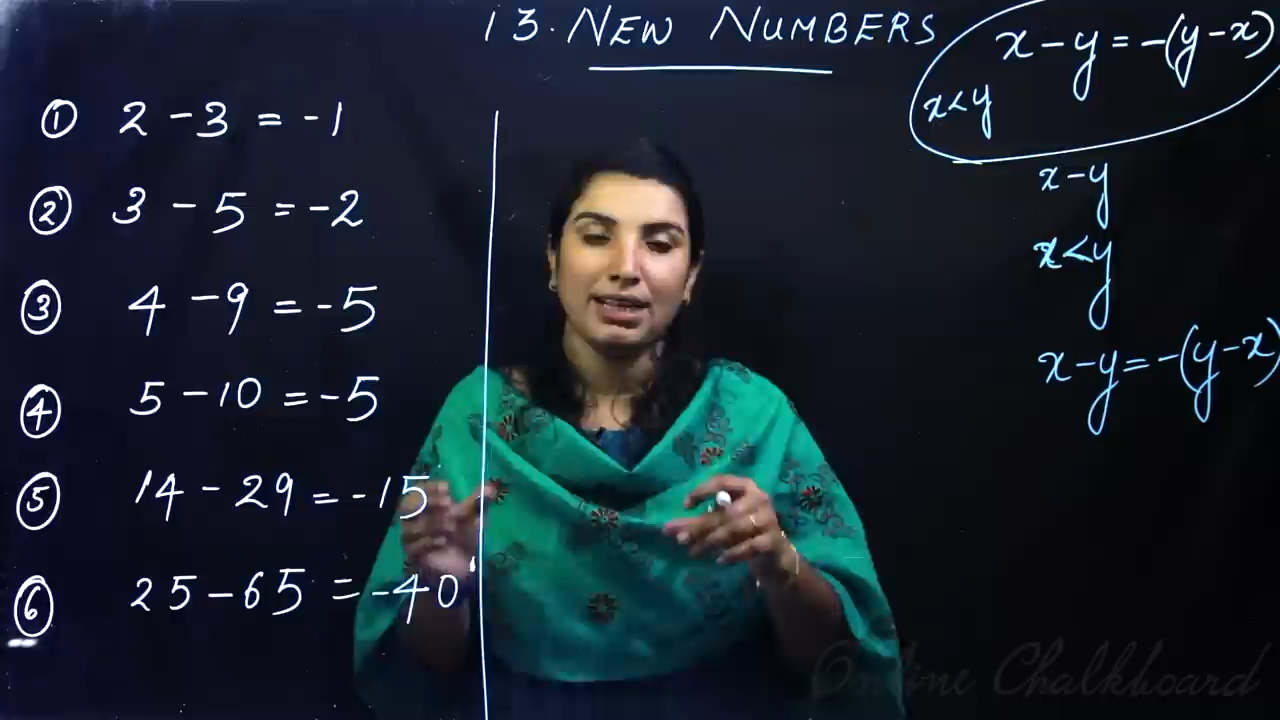 13. NEW NUMBERS
① 2 - 3 = -1
② 3 - 5 = -2
③ 4 - 9 = -5
④ 5 - 10 = -5
⑤ 14 - 29 = -15
⑥ 25 - 65 = -40
x - y = -(y - x)
x < y
x - y
x < y
x - y = -(y - x)
Online Chalkboard